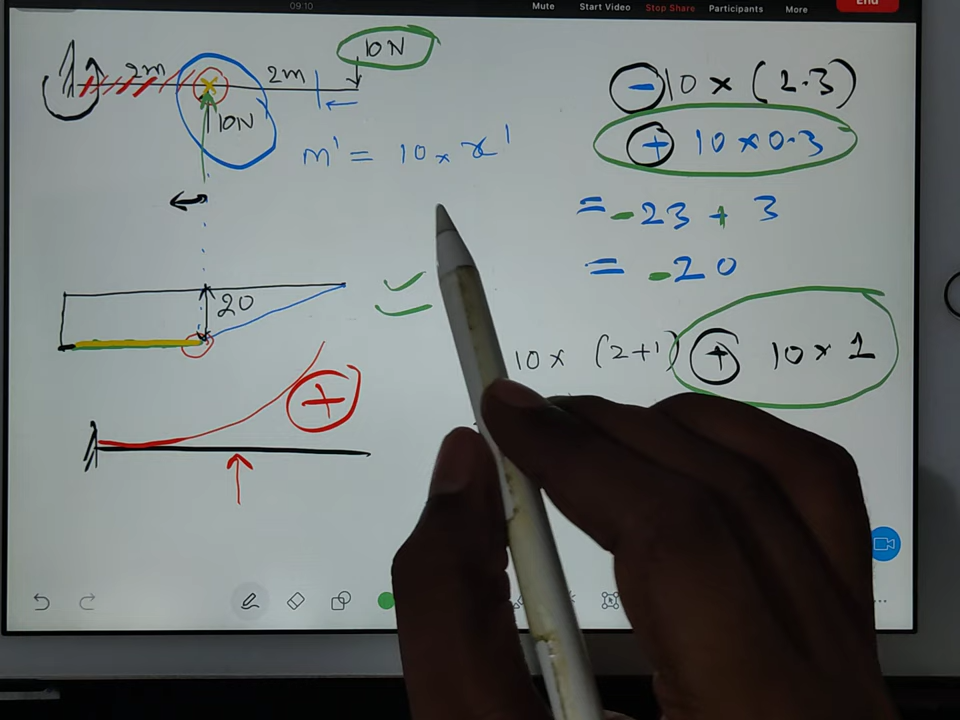 09:10
Mute
Start Video
Stop Share
Participants
More
End
2m
2m
10N
10N
m' = 10 × x'
20
+
- 10 × (2.3)
+ 10 × 0.3
= -23 + 3
= -20
10 × (2+1) + 10 × 1